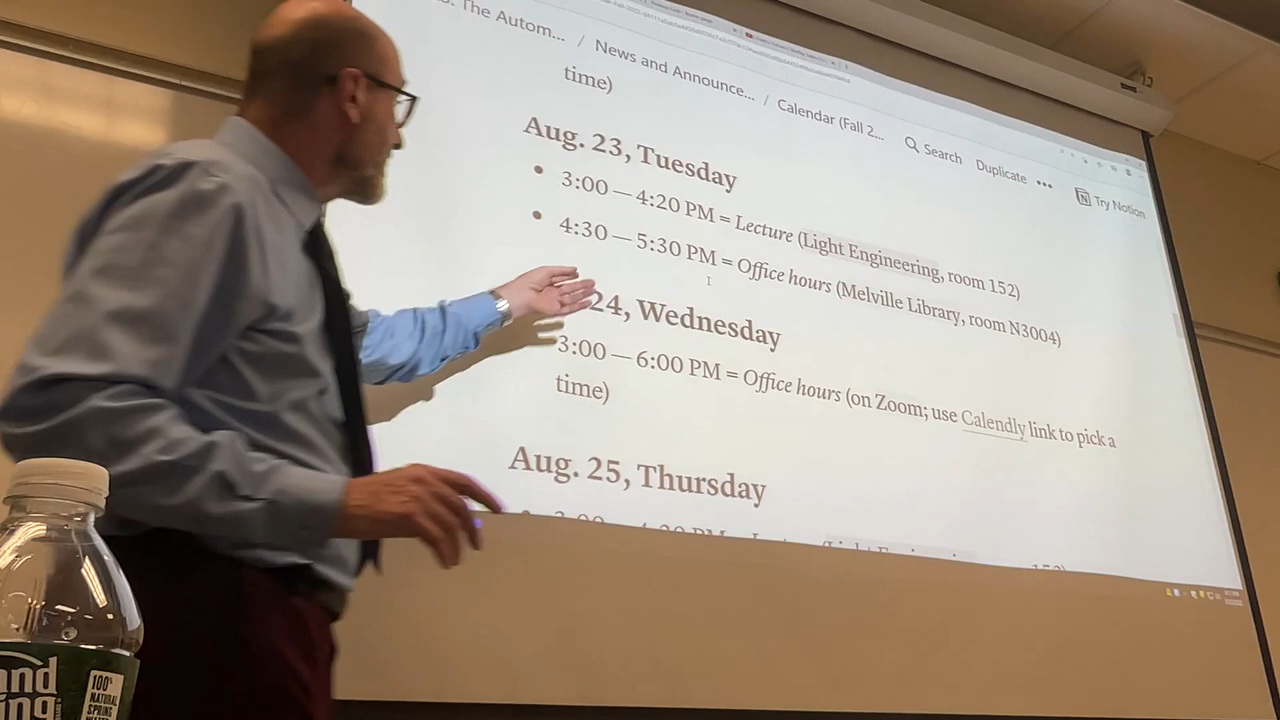 The Autom... / News and Announce... / Calendar (Fall 2...
Search Duplicate •••
Try Notion
time)
Aug. 23, Tuesday
• 3:00 — 4:20 PM = Lecture (Light Engineering, room 152)
• 4:30 — 5:30 PM = Office hours (Melville Library, room N3004)
24, Wednesday
3:00 — 6:00 PM = Office hours (on Zoom; use Calendly link to pick a
time)
Aug. 25, Thursday
100%
NATURAL
SPRING
WATER